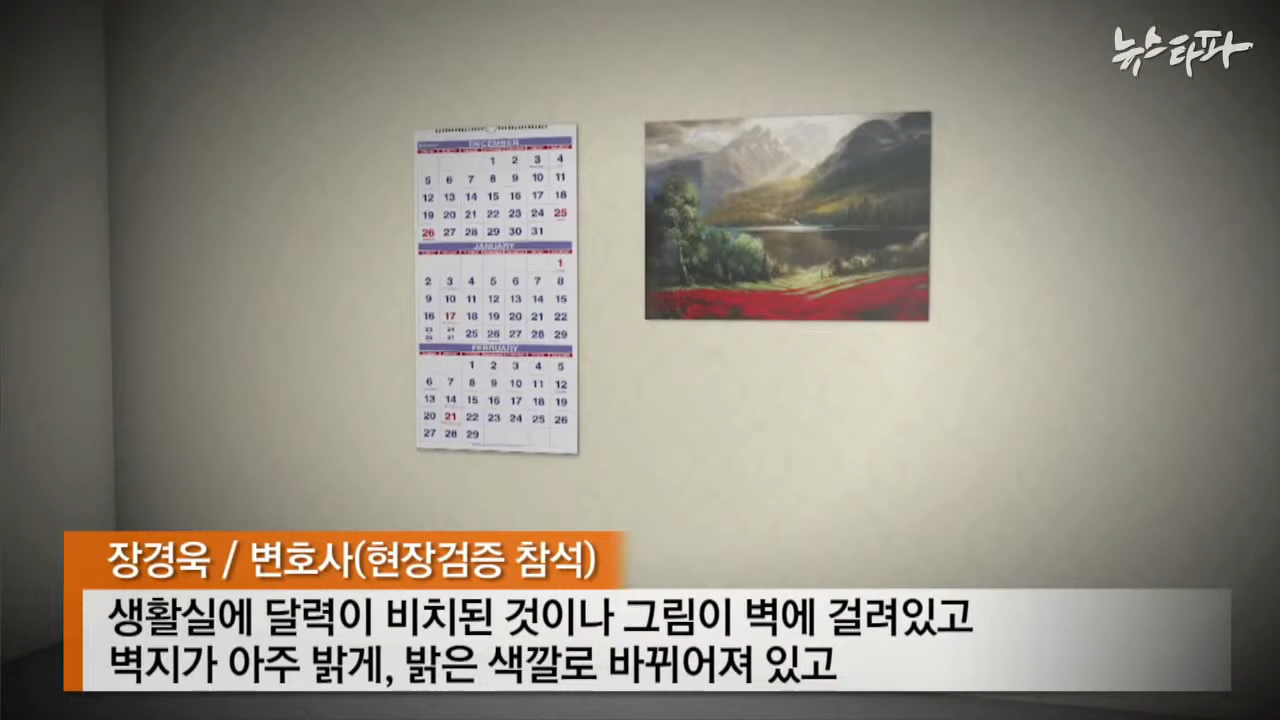 뉴스타파
DECEMBER
1 2 3 4
5 6 7 8 9 10 11
12 13 14 15 16 17 18
19 20 21 22 23 24 25
26 27 28 29 30 31
JANUARY
1
2 3 4 5 6 7 8
9 10 11 12 13 14 15
16 17 18 19 20 21 22
23 24 25 26 27 28 29
FEBRUARY
1 2 3 4 5
6 7 8 9 10 11 12
13 14 15 16 17 18 19
20 21 22 23 24 25 26
27 28 29
장경욱 / 변호사(현장검증 참석)
생활실에 달력이 비치된 것이나 그림이 벽에 걸려있고
벽지가 아주 밝게, 밝은 색깔로 바뀌어져 있고